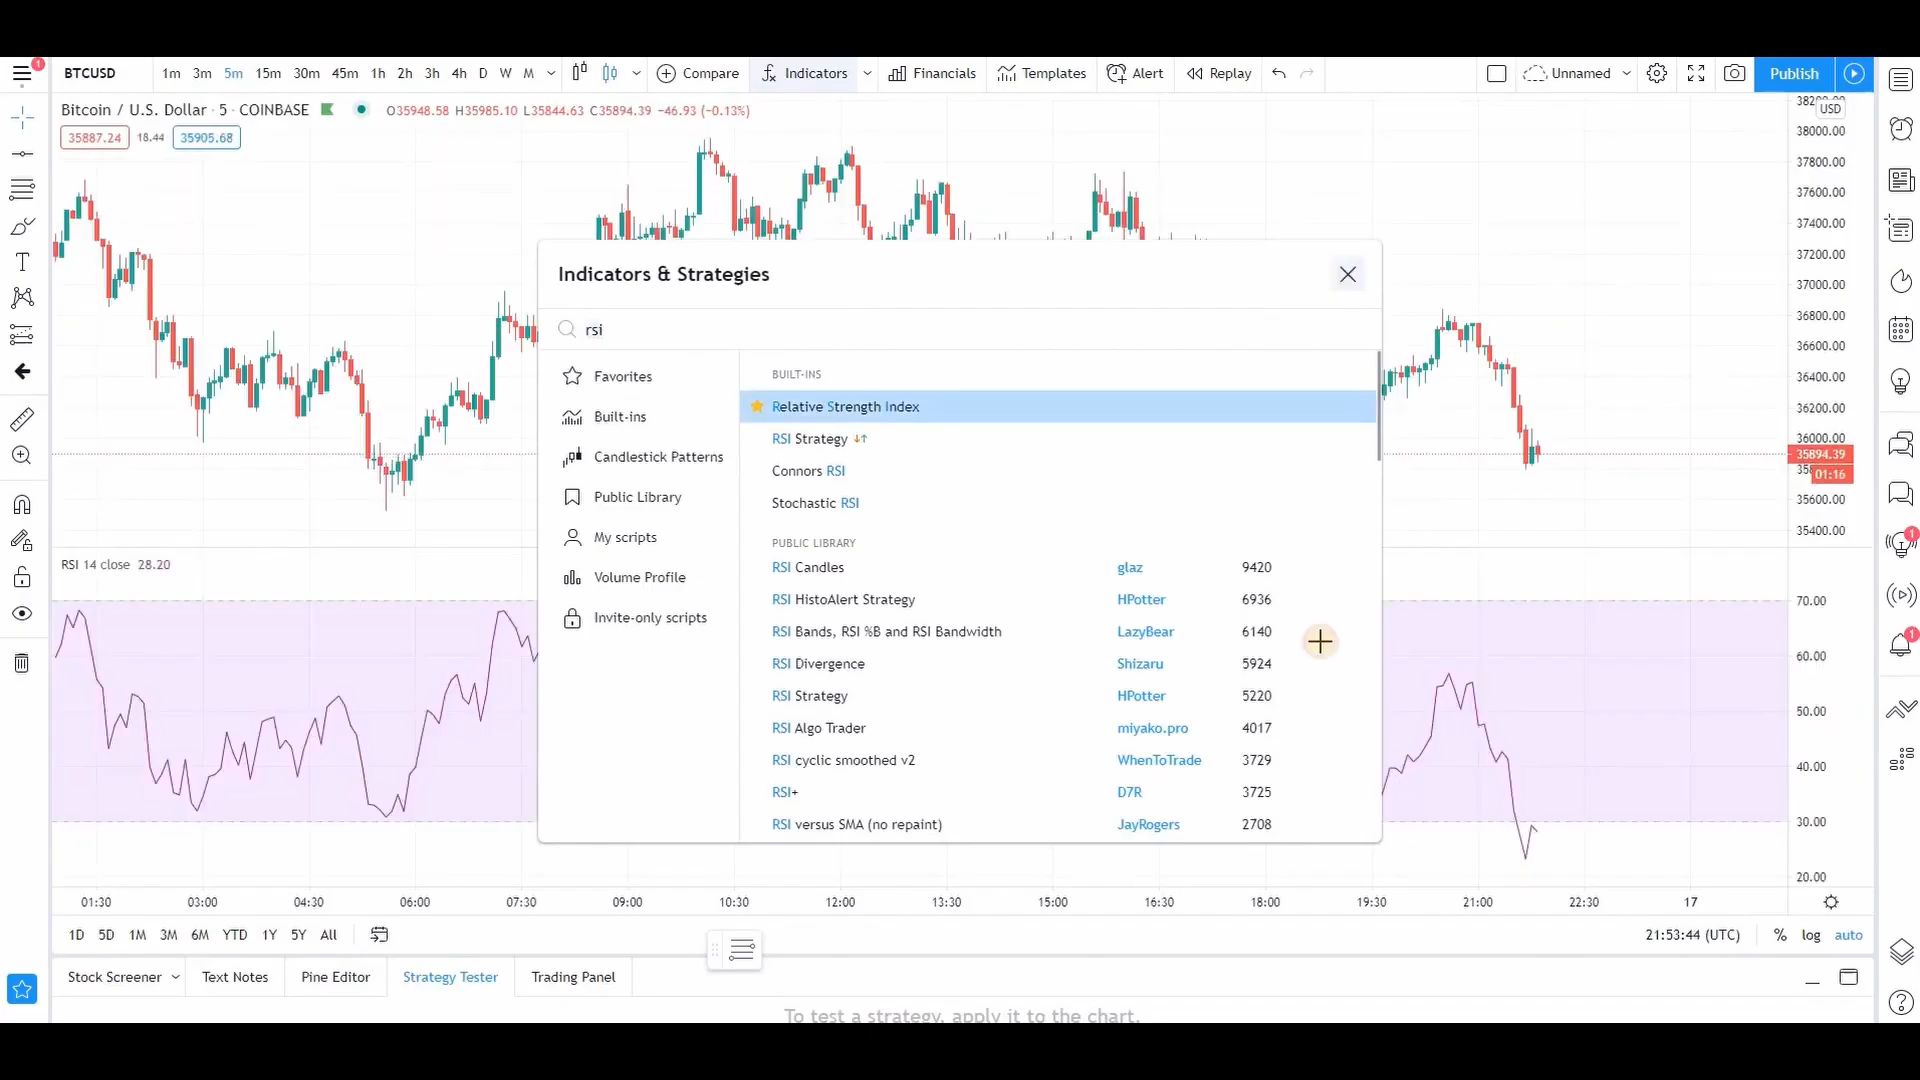 1
BTCUSD 1m 3m 5m 15m 30m 45m 1h 2h 3h 4h D W M Compare Indicators Financials Templates Alert Replay Unnamed Publish
Bitcoin / U.S. Dollar · 5 · COINBASE O35948.58 H35985.10 L35844.63 C35894.39 −46.93 (−0.13%)
35887.24 18.44 35905.68
USD
38000.00
37800.00
37600.00
37400.00
37200.00
37000.00
36800.00
36600.00
36400.00
36200.00
36000.00
35894.39
01:16
35600.00
35400.00
Indicators & Strategies
rsi
Favorites
Built-ins
Candlestick Patterns
Public Library
My scripts
Volume Profile
Invite-only scripts
BUILT-INS
Relative Strength Index
RSI Strategy
Connors RSI
Stochastic RSI
PUBLIC LIBRARY
RSI Candles glaz 9420
RSI HistoAlert Strategy HPotter 6936
RSI Bands, RSI %B and RSI Bandwidth LazyBear 6140
RSI Divergence Shizaru 5924
RSI Strategy HPotter 5220
RSI Algo Trader miyako.pro 4017
RSI cyclic smoothed v2 WhenToTrade 3729
RSI+ D7R 3725
RSI versus SMA (no repaint) JayRogers 2708
RSI 14 close 28.20
70.00
60.00
50.00
40.00
30.00
20.00
1
1
01:30 03:00 04:30 06:00 07:30 09:00 10:30 12:00 13:30 15:00 16:30 18:00 19:30 21:00 22:30 17
1D 5D 1M 3M 6M YTD 1Y 5Y All 21:53:44 (UTC) % log auto
Stock Screener Text Notes Pine Editor Strategy Tester Trading Panel
To test a strategy, apply it to the chart.